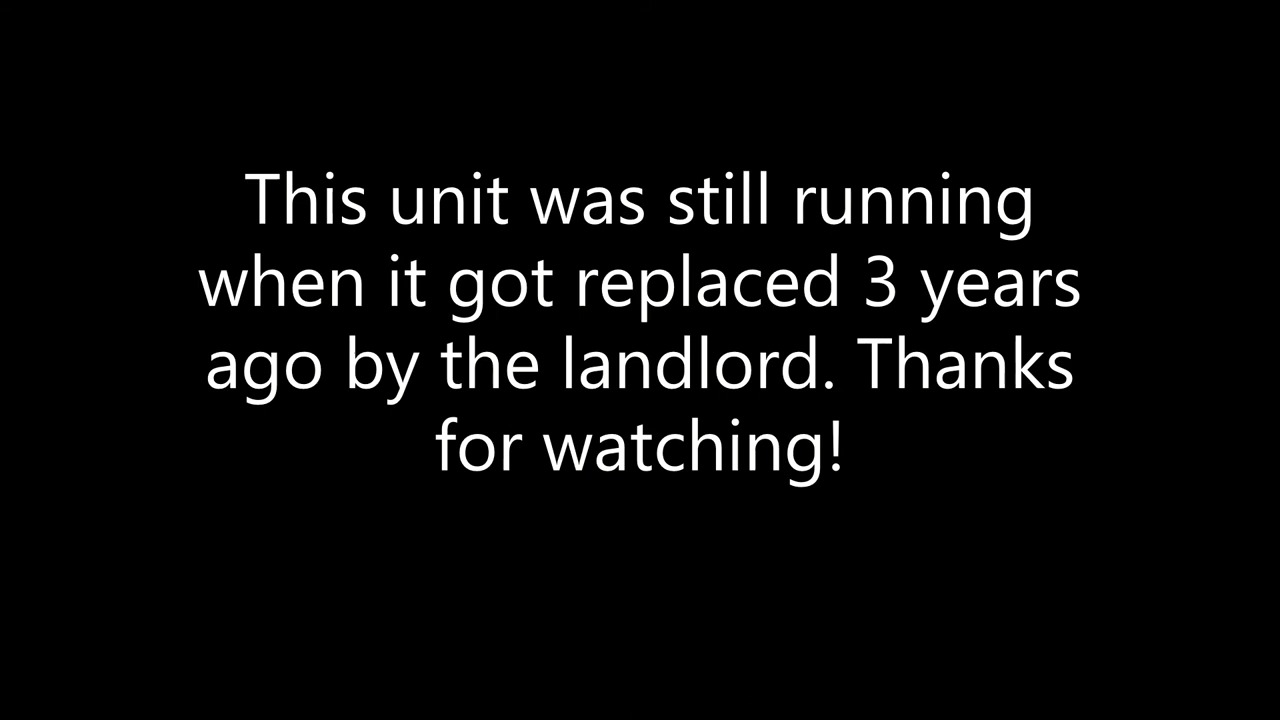 This unit was still running
when it got replaced 3 years
ago by the landlord. Thanks
for watching!